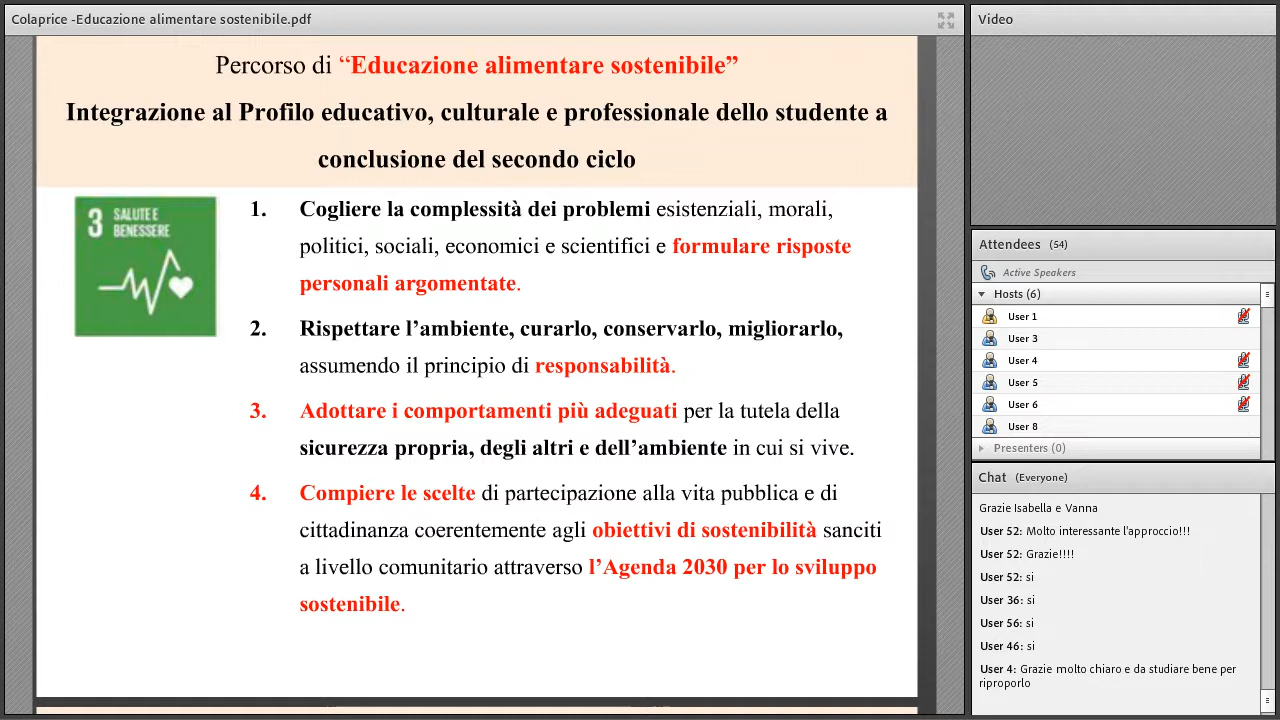 Colaprice -Educazione alimentare sostenibile.pdf
Percorso di “Educazione alimentare sostenibile”
Integrazione al Profilo educativo, culturale e professionale dello studente a
conclusione del secondo ciclo
3 SALUTE E
BENESSERE
1. Cogliere la complessità dei problemi esistenziali, morali,
politici, sociali, economici e scientifici e formulare risposte
personali argomentate.
2. Rispettare l’ambiente, curarlo, conservarlo, migliorarlo,
assumendo il principio di responsabilità.
3. Adottare i comportamenti più adeguati per la tutela della
sicurezza propria, degli altri e dell’ambiente in cui si vive.
4. Compiere le scelte di partecipazione alla vita pubblica e di
cittadinanza coerentemente agli obiettivi di sostenibilità sanciti
a livello comunitario attraverso l’Agenda 2030 per lo sviluppo
sostenibile.
Video
Attendees (54)
Active Speakers
Hosts (6)
User 1
User 3
User 4
User 5
User 6
User 8
Presenters (0)
Chat (Everyone)
Grazie Isabella e Vanna
User 52: Molto interessante l'approccio!!!
User 52: Grazie!!!!
User 52: si
User 36: si
User 56: si
User 46: si
User 4: Grazie molto chiaro e da studiare bene per
riproporlo